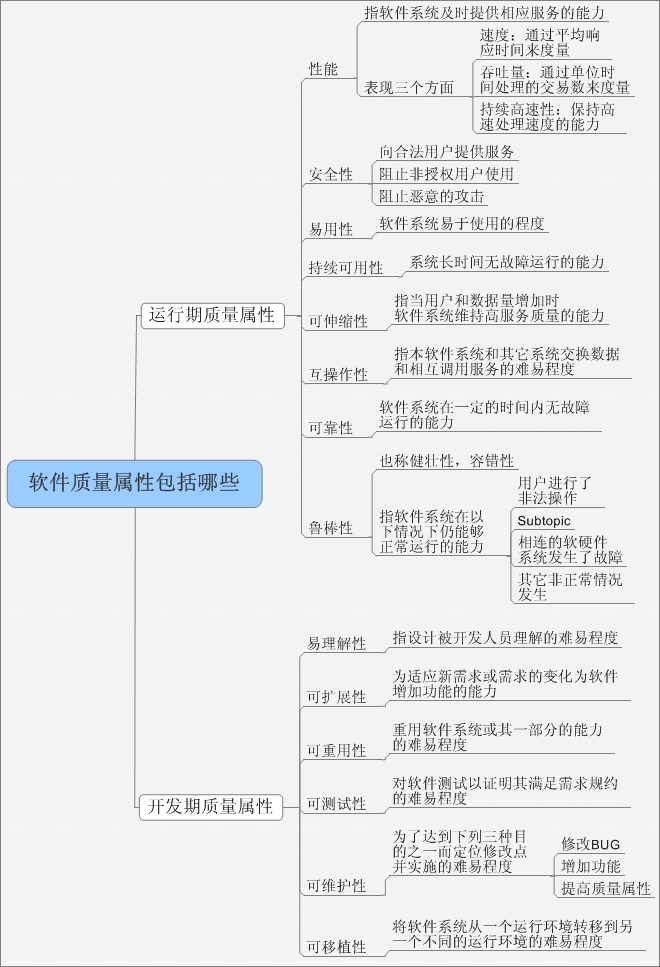 软件质量属性包括哪些
运行期质量属性
性能
指软件系统及时提供相应服务的能力
表现三个方面
速度：通过平均响
应时间来度量
吞吐量：通过单位时
间处理的交易数来度量
持续高速性：保持高
速处理速度的能力
安全性
向合法用户提供服务
阻止非授权用户使用
阻止恶意的攻击
易用性
软件系统易于使用的程度
持续可用性
系统长时间无故障运行的能力
可伸缩性
指当用户和数据量增加时
软件系统维持高服务质量的能力
互操作性
指本软件系统和其它系统交换数据
和相互调用服务的难易程度
可靠性
软件系统在一定的时间内无故障
运行的能力
鲁棒性
也称健壮性，容错性
指软件系统在以
下情况下仍能够
正常运行的能力
用户进行了
非法操作
Subtopic
相连的软硬件
系统发生了故障
其它非正常情况
发生
开发期质量属性
易理解性
指设计被开发人员理解的难易程度
可扩展性
为适应新需求或需求的变化为软件
增加功能的能力
可重用性
重用软件系统或其一部分的能力
的难易程度
可测试性
对软件测试以证明其满足需求规约
的难易程度
可维护性
为了达到下列三种目
的之一而定位修改点
并实施的难易程度
修改BUG
增加功能
提高质量属性
可移植性
将软件系统从一个运行环境转移到另
一个不同的运行环境的难易程度